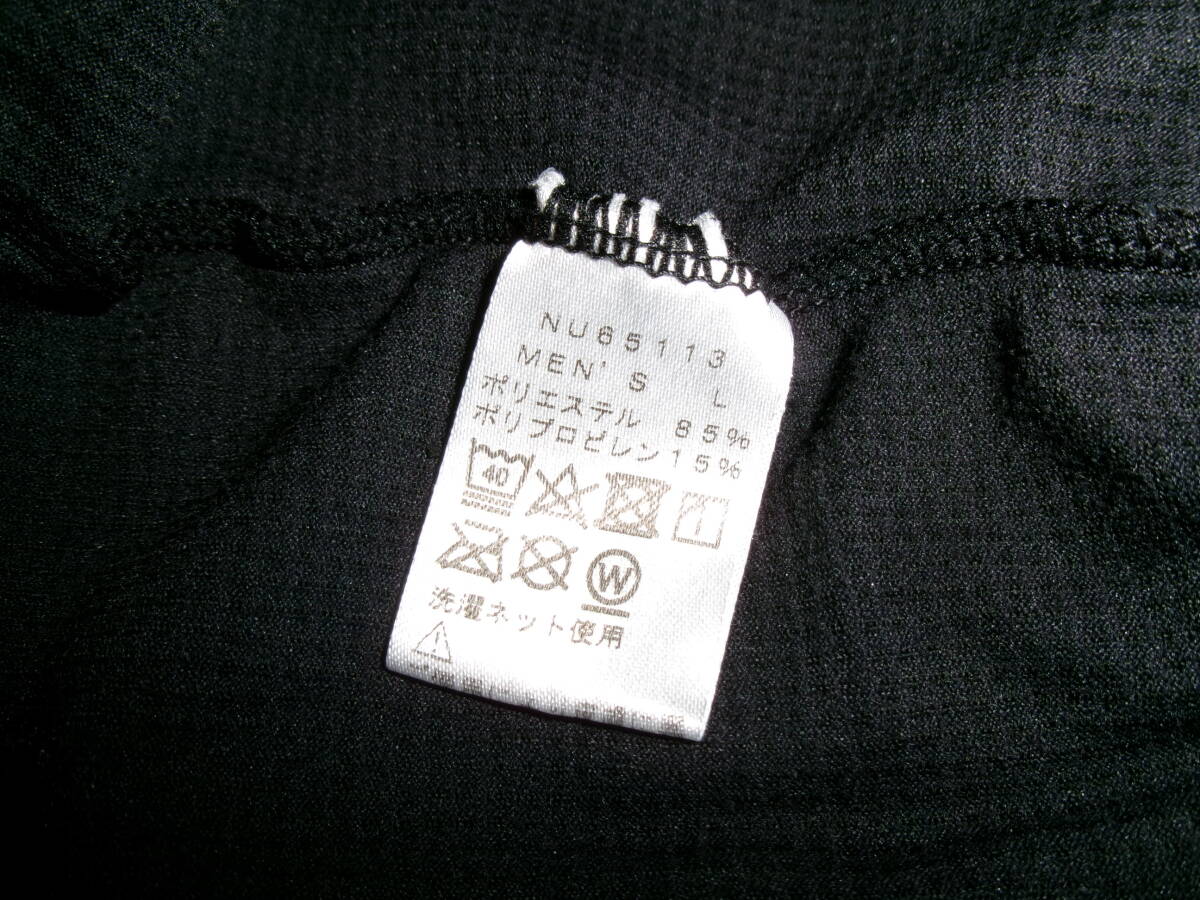 NU65113
MEN'S L
ポリエステル 85%
ポリプロピレン15%
40
W
洗濯ネット使用